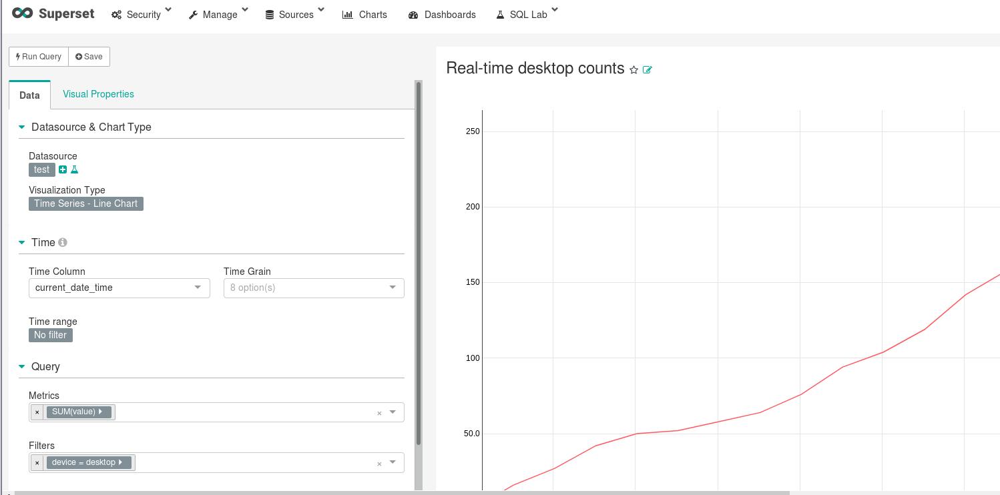 Superset Security Manage Sources Charts Dashboards SQL Lab
Run Query Save
Real-time desktop counts
Data Visual Properties
Datasource & Chart Type
Datasource
test
Visualization Type
Time Series - Line Chart
Time
Time Column Time Grain
current_date_time 8 option(s)
Time range
No filter
Query
Metrics
× SUM(value) ×
Filters
× device = desktop ×
250
200
150
100
50.0